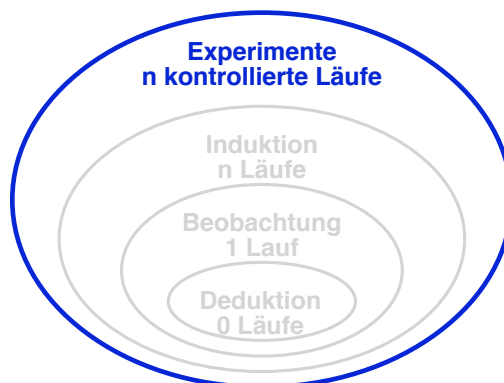 Experimente
n kontrollierte Läufe
Induktion
n Läufe
Beobachtung
1 Lauf
Deduktion
0 Läufe